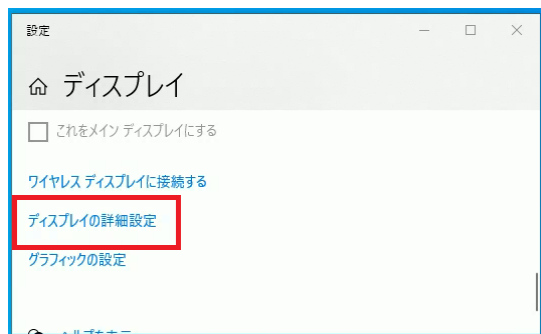 設定
ディスプレイ
これをメイン ディスプレイにする
ワイヤレス ディスプレイに接続する
ディスプレイの詳細設定
グラフィックの設定